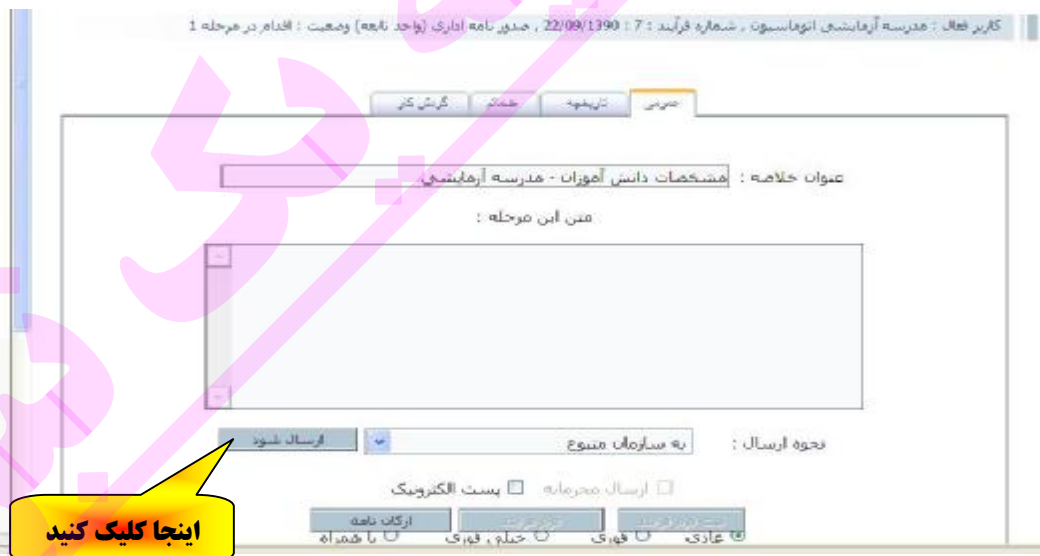 کاربر فعال : مدرسه آزمایشی اتوماسیون , شماره فرآیند : 7 : 22/09/1390 , صدور نامه اداری (واحد تابعه) وضعیت : اقدام در مرحله 1
عمومی تاریخچه ضمائم گردش کار
عنوان خلاصه : مشخصات دانش آموزان - مدرسه آزمایشی
متن این مرحله :
نحوه ارسال : به سازمان متبوع ارسال شود
ارسال محرمانه پست الکترونیک
ارکان نامه
عادی فوری خیلی فوری با همراه
اینجا کلیک کنید